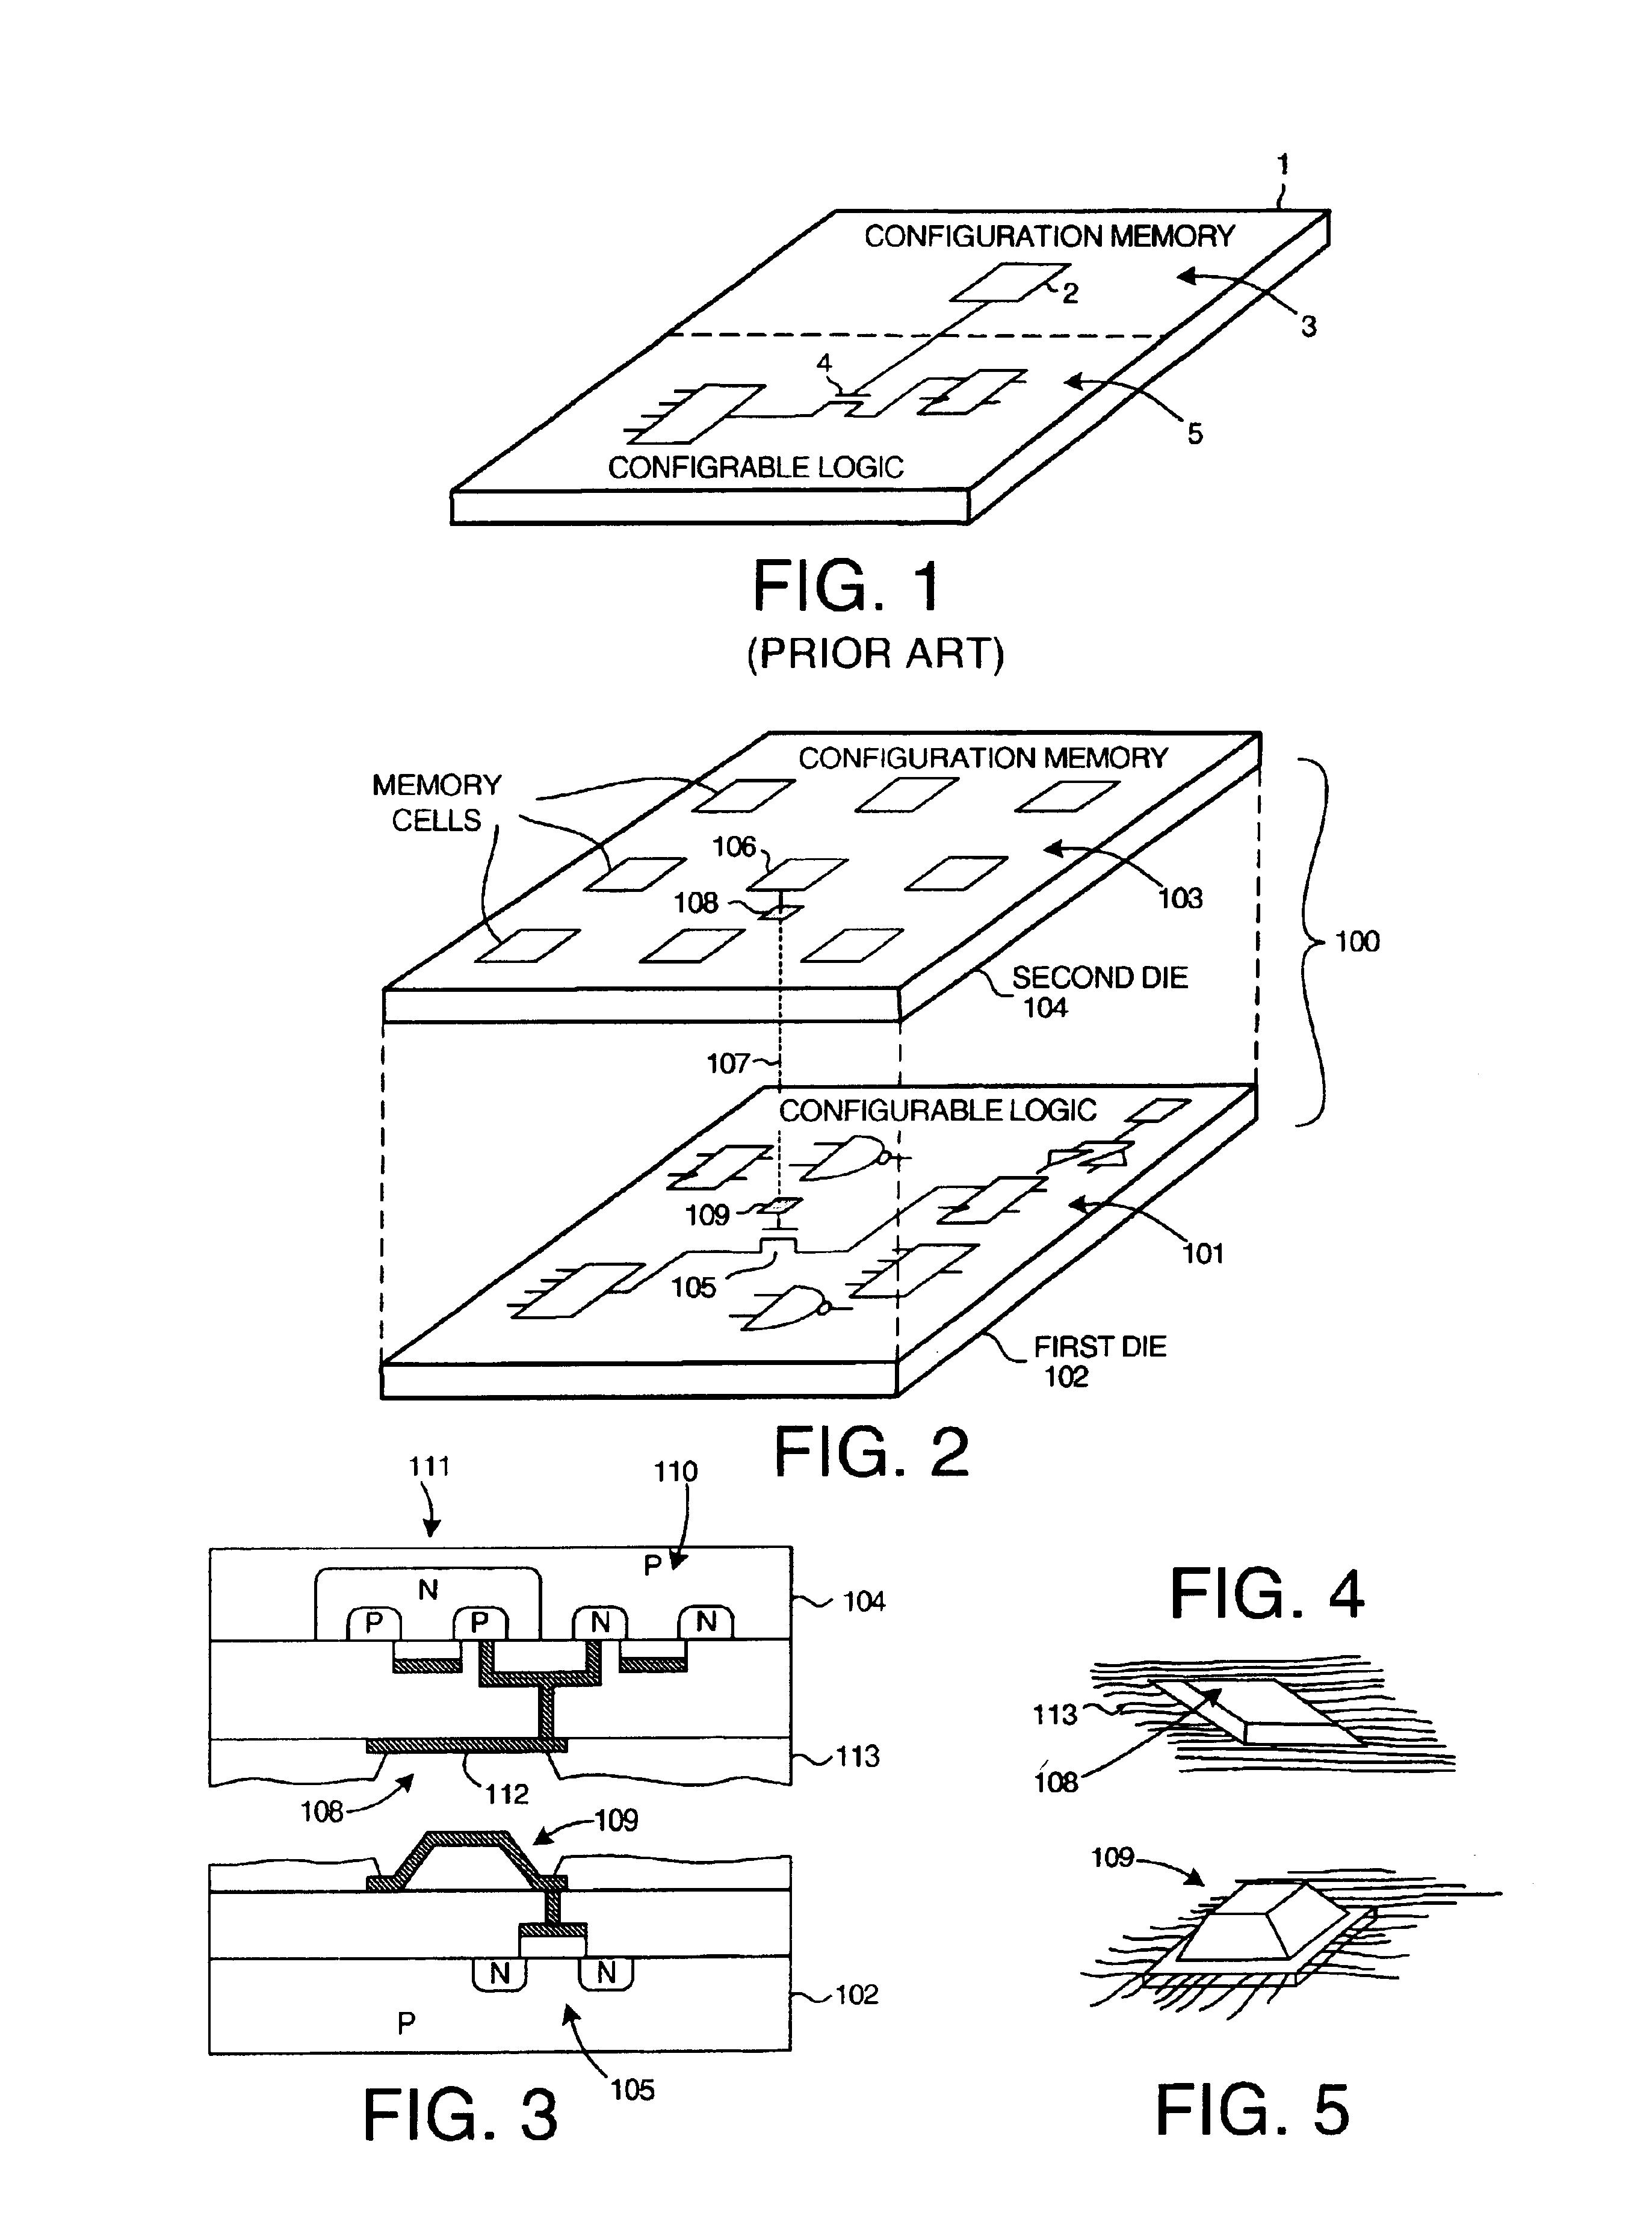 1
CONFIGURATION MEMORY
2
3
4
5
CONFIGRABLE LOGIC
FIG. 1
(PRIOR ART)
CONFIGURATION MEMORY
MEMORY
CELLS
106
108
103
100
SECOND DIE
104
107
CONFIGURABLE LOGIC
109
101
105
FIRST DIE
102
FIG. 2
111
110
P
N
104
P
P
N
N
113
112
108
109
N
N
102
P
105
FIG. 3
FIG. 4
113
108
109
FIG. 5